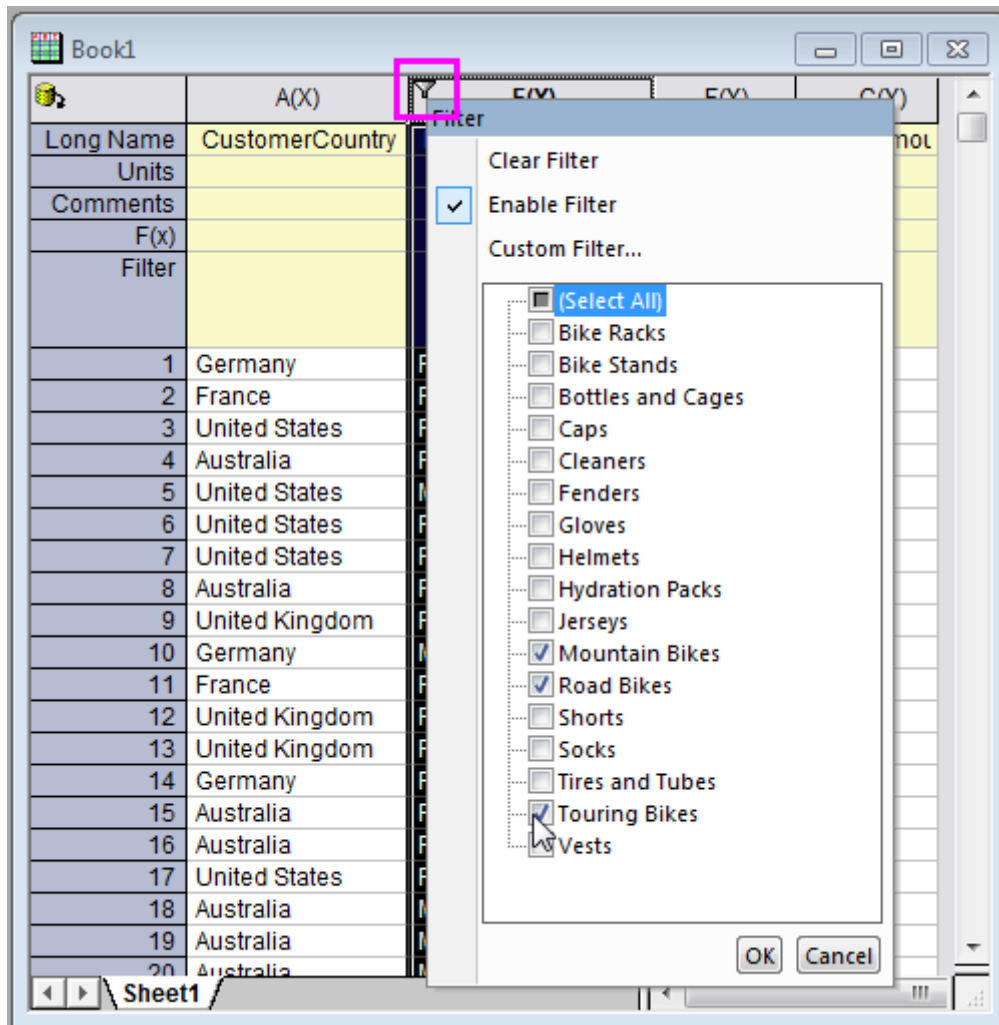 Book1
A(X)
Filter
Long Name CustomerCountry
Clear Filter
Units
Comments
Enable Filter
F(x)
Custom Filter...
Filter
(Select All)
Bike Racks
1 Germany
Bike Stands
2 France
Bottles and Cages
3 United States
Caps
4 Australia
Cleaners
5 United States
Fenders
6 United States
Gloves
7 United States
Helmets
8 Australia
Hydration Packs
9 United Kingdom
Jerseys
10 Germany
Mountain Bikes
11 France
Road Bikes
12 United Kingdom
Shorts
13 United Kingdom
Socks
14 Germany
Tires and Tubes
15 Australia
Touring Bikes
16 Australia
Vests
17 United States
18 Australia
19 Australia
OK Cancel
20 Australia
Sheet1